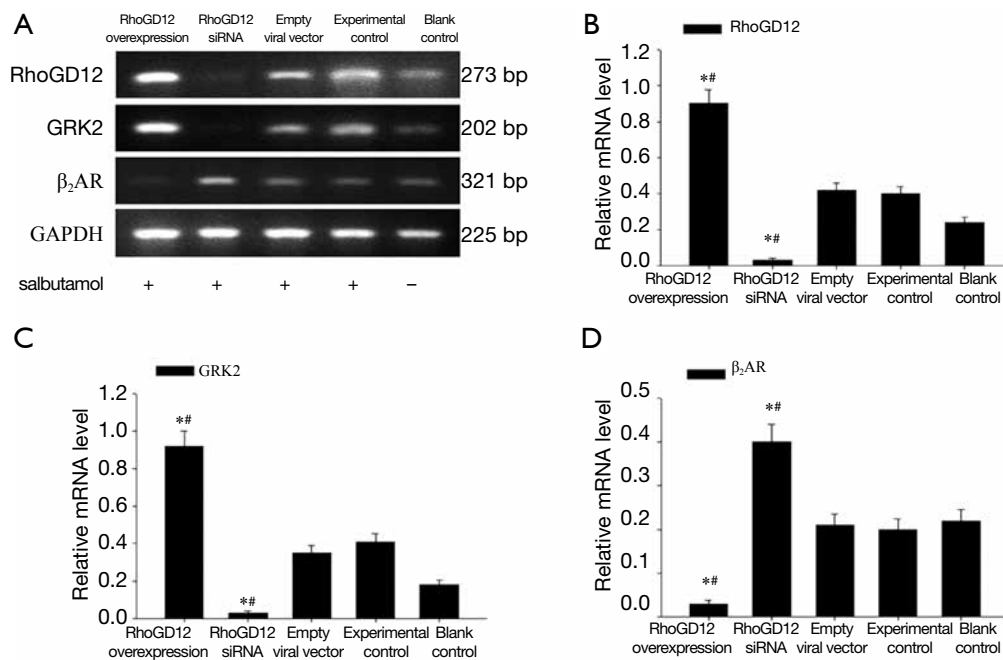 A
RhoGD12 overexpression
RhoGD12 siRNA
Empty viral vector
Experimental control
Blank control
RhoGD12
273 bp
GRK2
202 bp
β₂AR
321 bp
GAPDH
225 bp
salbutamol + + + + –
B
RhoGD12
Relative mRNA level
1.2
1.0
0.8
0.6
0.4
0.2
0.0
*#
*#
RhoGD12 overexpression
RhoGD12 siRNA
Empty viral vector
Experimental control
Blank control
C
GRK2
Relative mRNA level
1.2
1.0
0.8
0.6
0.4
0.2
0.0
*#
*#
RhoGD12 overexpression
RhoGD12 siRNA
Empty viral vector
Experimental control
Blank control
D
β₂AR
Relative mRNA level
0.5
0.4
0.2
0.2
0.1
0.0
*#
*#
RhoGD12 overexpression
RhoGD12 siRNA
Empty viral vector
Experimental control
Blank control